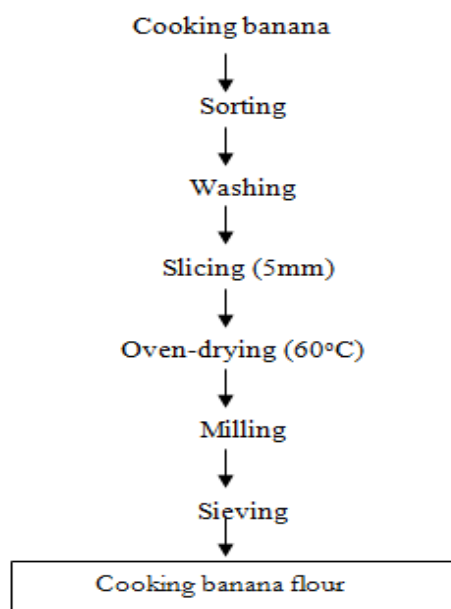 Cooking banana
Sorting
Washing
Slicing (5mm)
Oven-drying (60°C)
Milling
Sieving
Cooking banana flour